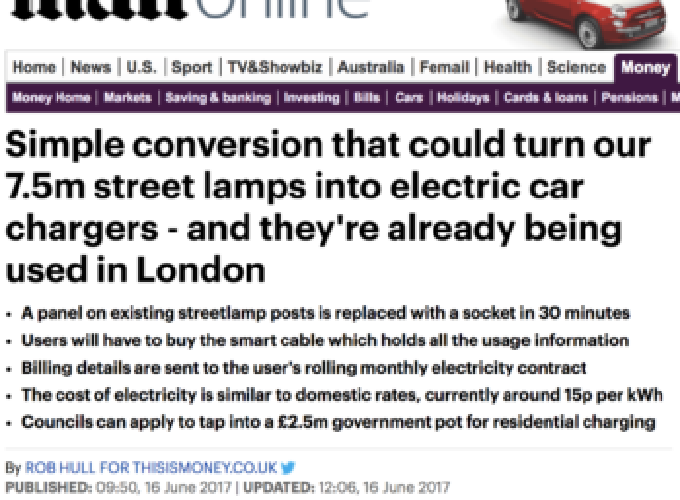 Mail Online
Home | News | U.S. | Sport | TV&Showbiz | Australia | Femail | Health | Science | Money
Money Home | Markets | Saving & banking | Investing | Bills | Cars | Holidays | Cards & loans | Pensions | M
Simple conversion that could turn our
7.5m street lamps into electric car
chargers - and they're already being
used in London
• A panel on existing streetlamp posts is replaced with a socket in 30 minutes
• Users will have to buy the smart cable which holds all the usage information
• Billing details are sent to the user's rolling monthly electricity contract
• The cost of electricity is similar to domestic rates, currently around 15p per kWh
• Councils can apply to tap into a £2.5m government pot for residential charging
By ROB HULL FOR THISISMONEY.CO.UK
PUBLISHED: 09:50, 16 June 2017 | UPDATED: 12:06, 16 June 2017